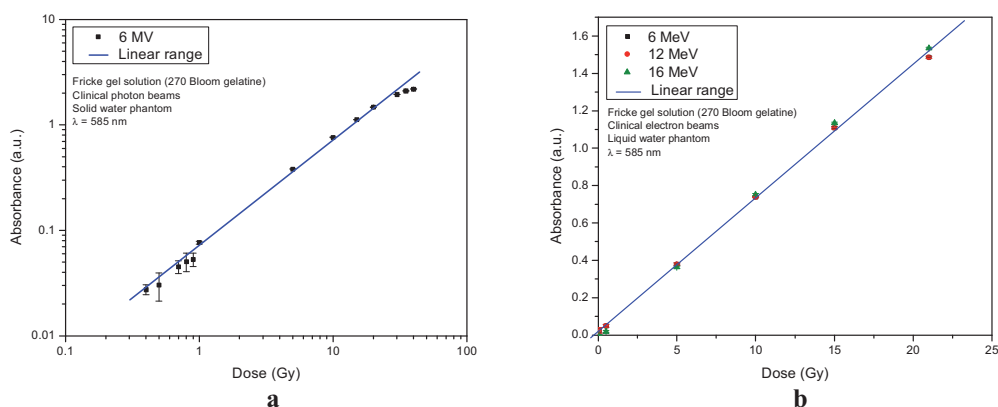 1
6 MV
Linear range
Fricke gel solution (270 Bloom gelatine)
Clinical photon beams
Solid water phantom
λ = 585 nm
Absorbance (a.u.)
10
1
0.1
0.01
0.1
1
10
100
Dose (Gy)
a
6 MeV
12 MeV
16 MeV
Linear range
Fricke gel solution (270 Bloom gelatine)
Clinical electron beams
Liquid water phantom
λ = 585 nm
Absorbance (a.u.)
1.6
1.4
1.2
1.0
0.8
0.6
0.4
0.2
0.0
0
5
10
15
20
25
Dose (Gy)
b